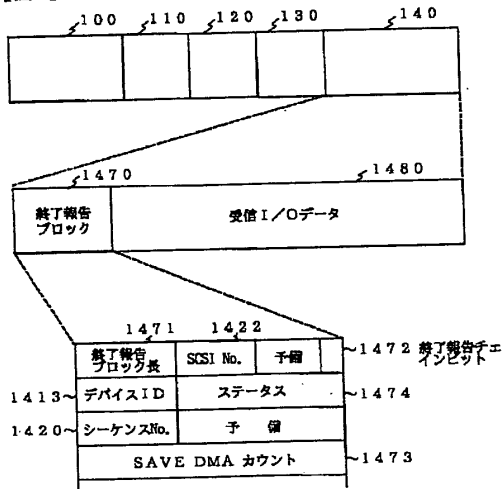 100 110 120 130 140
1470 1480
終了報告
ブロック
受信I/Oデータ
1471 1422
終了報告
ブロック長
SCSI No.
予備
1472 終了報告チェ
インビット
1413 デバイスID ステータス 1474
1420 シーケンスNo. 予備
SAVE DMA カウント 1473